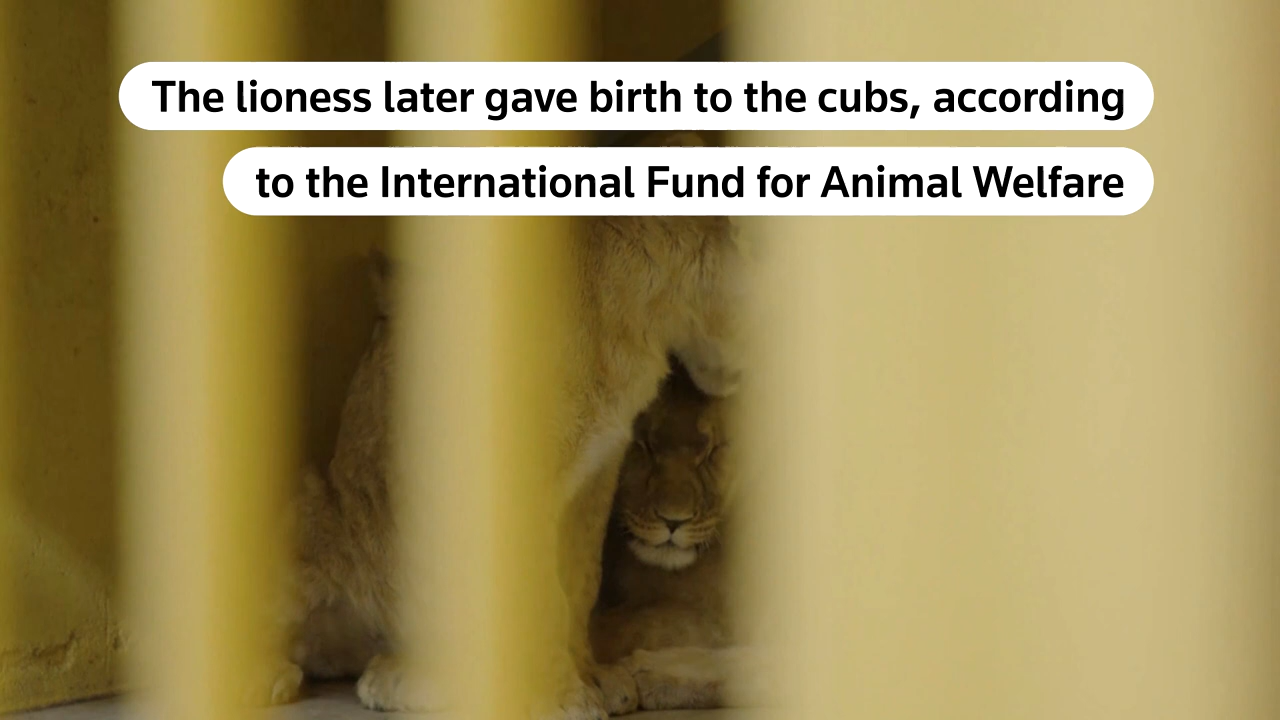 The lioness later gave birth to the cubs, according
to the International Fund for Animal Welfare